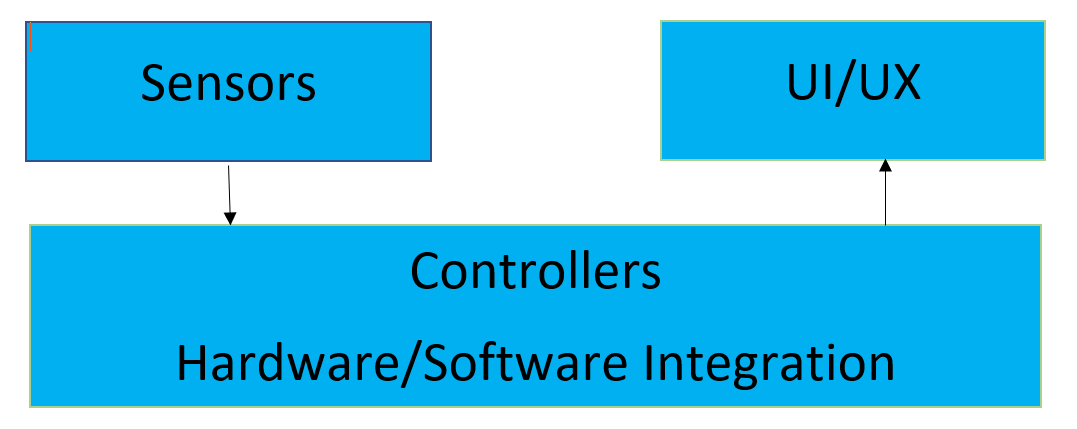 Sensors
UI/UX
Controllers
Hardware/Software Integration